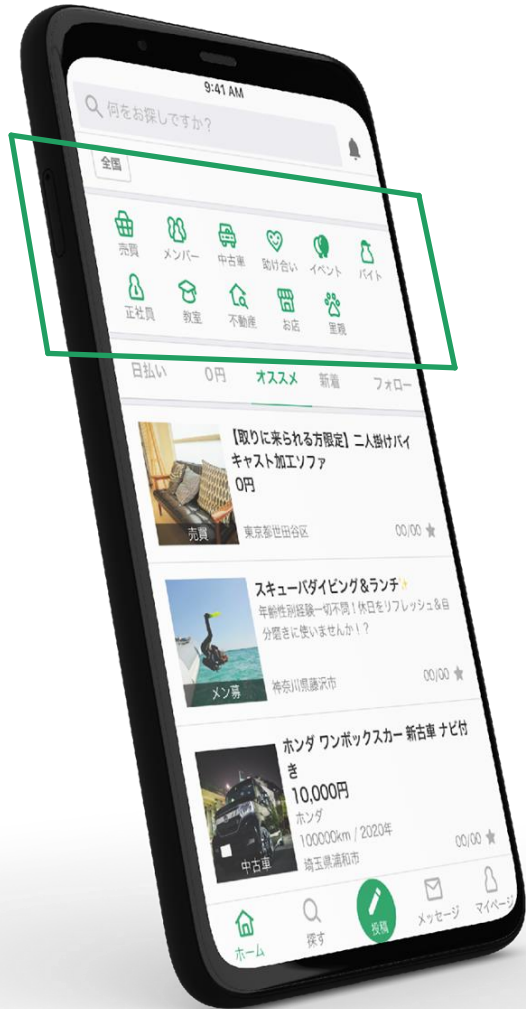 9:41 AM
何をお探しですか？
全国
売買 メンバー 中古車 助け合い イベント バイト
正社員 教室 不動産 お店 里親
日払い 0円 オススメ 新着 フォロー
【取りに来られる方限定】二人掛けバイ
キャスト加工ソファ
0円
売買 東京都世田谷区 00/00
スキューバダイビング&ランチ✨
年齢性別経験一切不問！休日をリフレッシュ&自
分磨きに使いませんか！？
メン募 神奈川県藤沢市 00/00
ホンダ ワンボックスカー 新古車 ナビ付
き
10,000円
ホンダ
100000km / 2020年
中古車 埼玉県浦和市 00/00
ホーム 探す 投稿 メッセージ マイページ